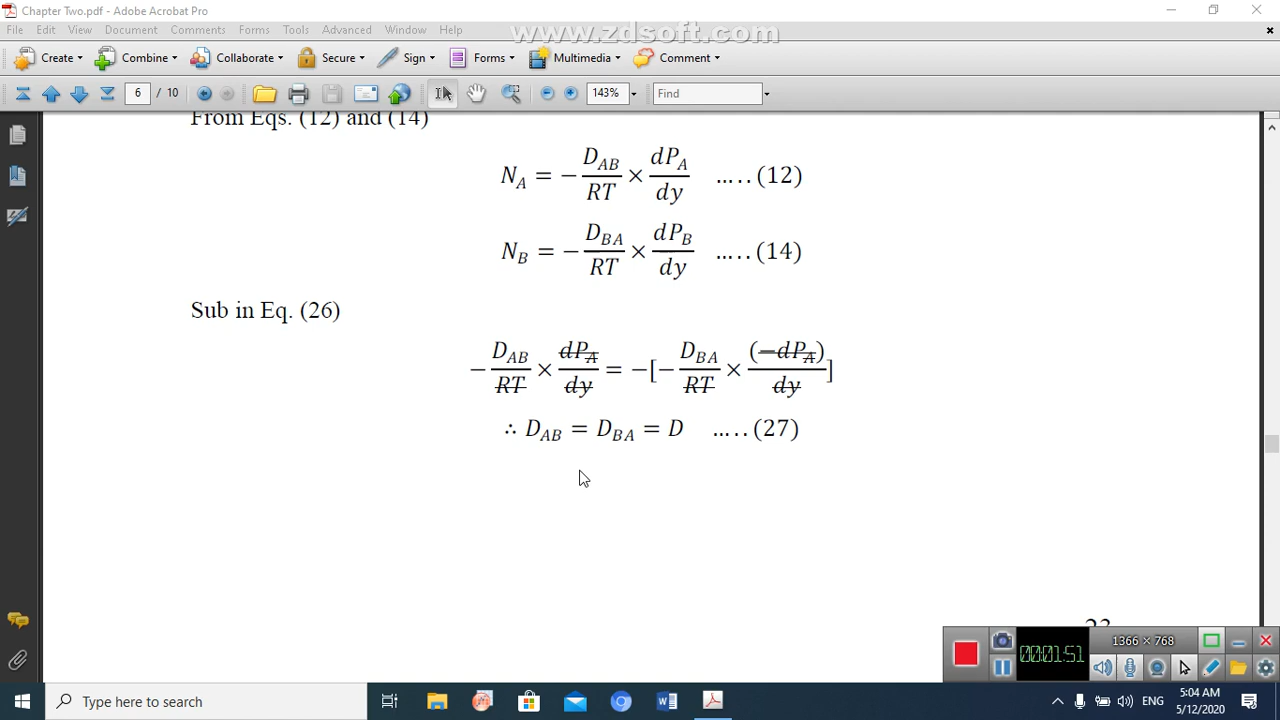 Chapter Two.pdf - Adobe Acrobat Pro
File Edit View Document Comments Forms Tools Advanced Window Help
www.zdsoft.com
Create Combine Collaborate Secure Sign Forms Multimedia Comment
6 / 10 143% Find
From Eqs. (12) and (14)
N_A = − D_AB/RT × dP_A/dy ….. (12)
N_B = − D_BA/RT × dP_B/dy ….. (14)
Sub in Eq. (26)
− D_AB/RT × dP_A/dy = −[− D_BA/RT × (−dP_A)/dy]
∴ D_AB = D_BA = D ….. (27)
23
1366 × 768
00:01:51
Type here to search
ENG
5:04 AM
5/12/2020